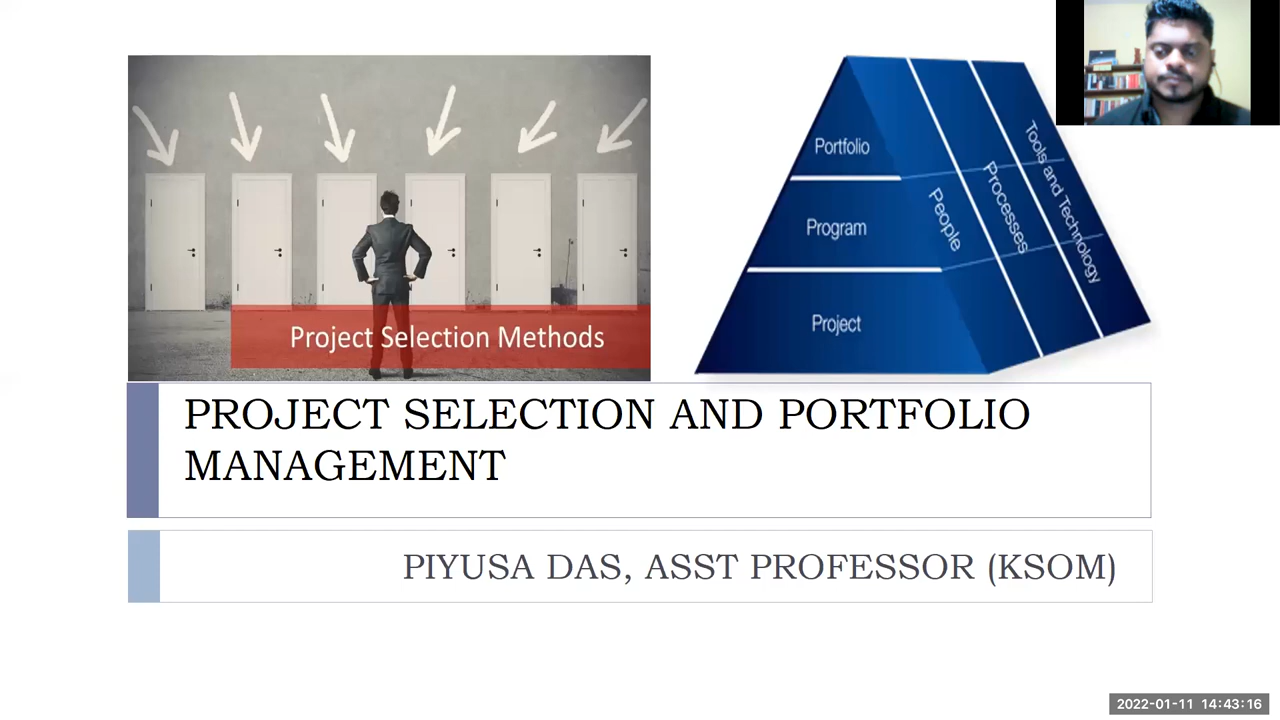 Project Selection Methods
Portfolio
Program
Project
People
Processes
Tools and Technology
PROJECT SELECTION AND PORTFOLIO
MANAGEMENT
PIYUSA DAS, ASST PROFESSOR (KSOM)
2022-01-11 14:43:16